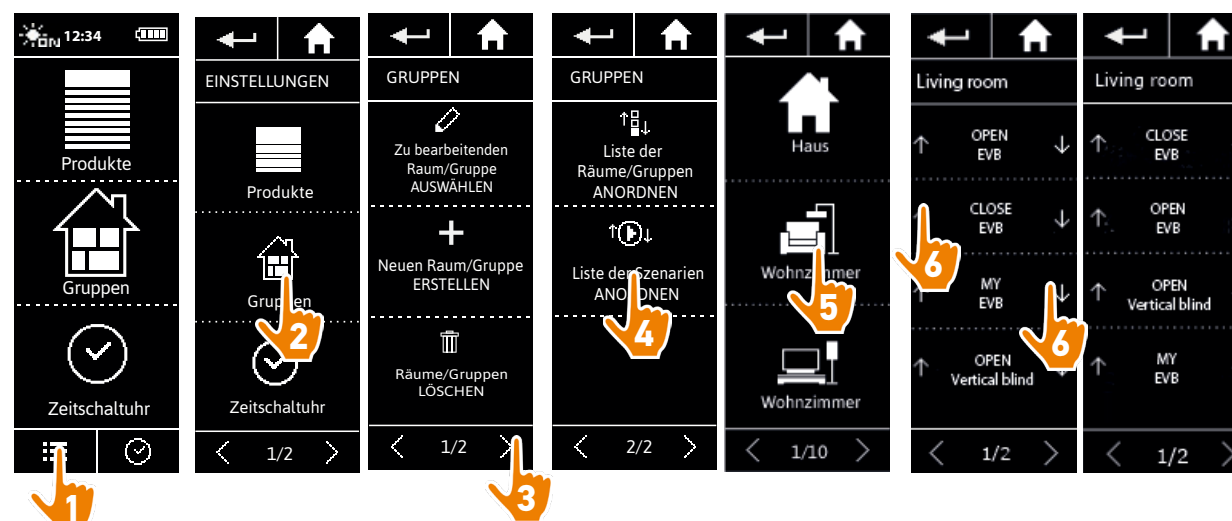 ON 12:34
Produkte
Gruppen
Zeitschaltuhr
1
EINSTELLUNGEN
Produkte
Gruppen
2
Zeitschaltuhr
1/2
GRUPPEN
Zu bearbeitenden
Raum/Gruppe
AUSWÄHLEN
Neuen Raum/Gruppe
ERSTELLEN
Räume/Gruppen
LÖSCHEN
1/2
3
GRUPPEN
Liste der
Räume/Gruppen
ANORDNEN
Liste der Szenarien
ANORDNEN
4
2/2
Haus
Wohnzimmer
5
Wohnzimmer
1/10
Living room
OPEN
EVB
CLOSE
EVB
6
MY
EVB
6
OPEN
Vertical blind
1/2
Living room
CLOSE
EVB
OPEN
EVB
OPEN
Vertical blind
MY
EVB
1/2